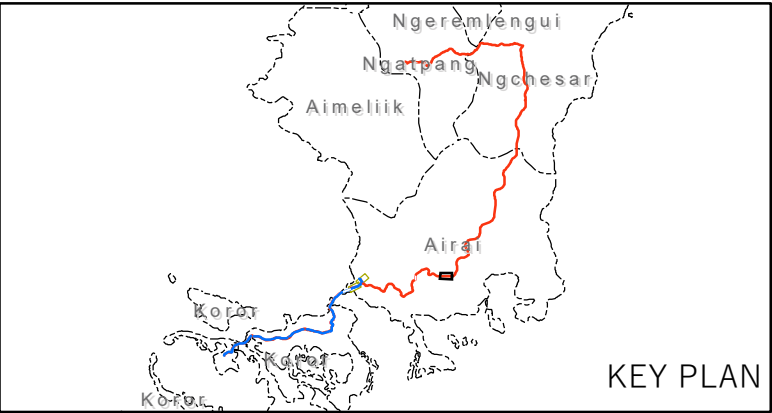 Ngeremlengui
Ngatpang
Ngchesar
Aimeliik
Airai
Koror
Koror
KEY PLAN
Koror